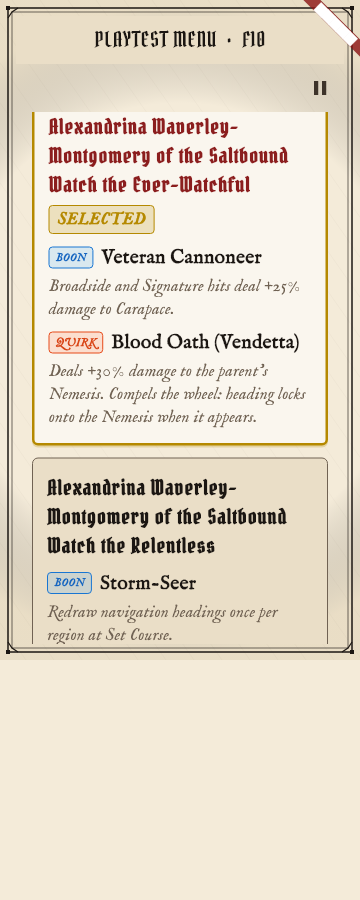 PLAYTEST MENU · F10
Alexandrina Waverley-
Montgomery of the Saltbound
Watch the Ever-Watchful
SELECTED
BOON Veteran Cannoneer
Broadside and Signature hits deal +25%
damage to Carapace.
QUIRK Blood Oath (Vendetta)
Deals +30% damage to the parent's
Nemesis. Compels the wheel: heading locks
onto the Nemesis when it appears.
Alexandrina Waverley-
Montgomery of the Saltbound
Watch the Relentless
BOON Storm-Seer
Redraw navigation headings once per
region at Set Course.